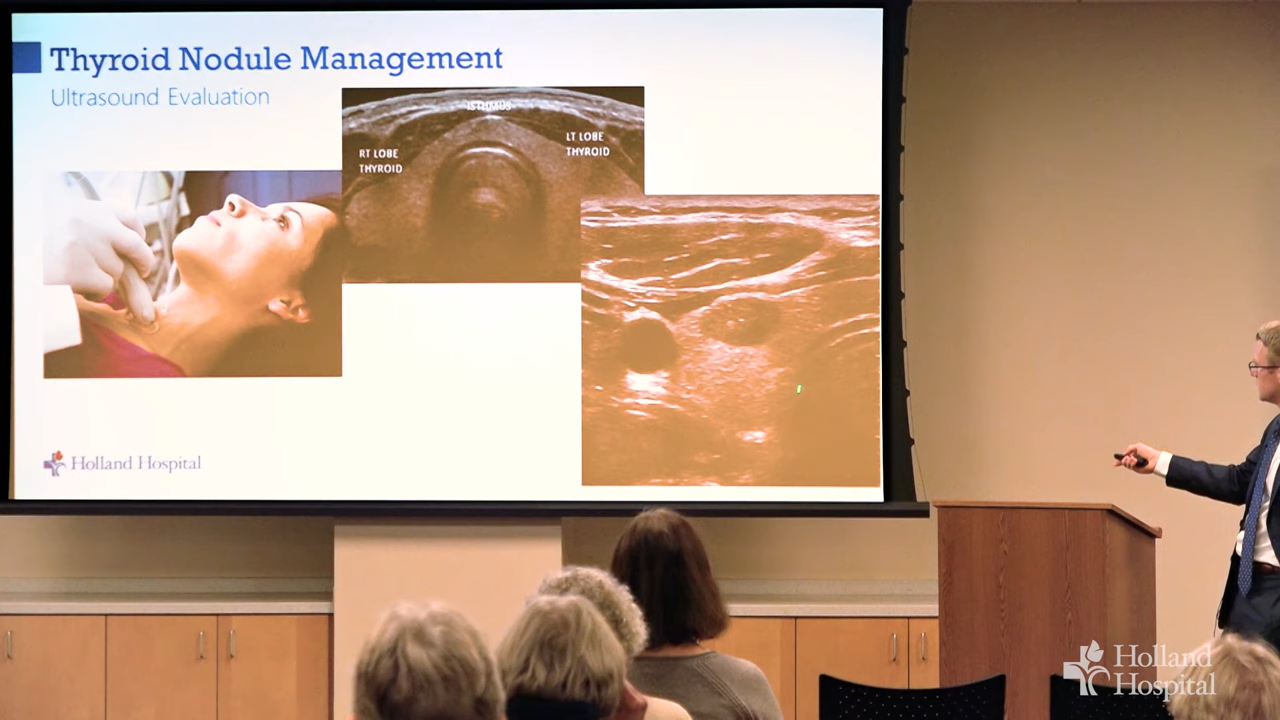 Thyroid Nodule Management
Ultrasound Evaluation
ISTHMUS
RT LOBE
THYROID
LT LOBE
THYROID
Holland Hospital
Holland
Hospital